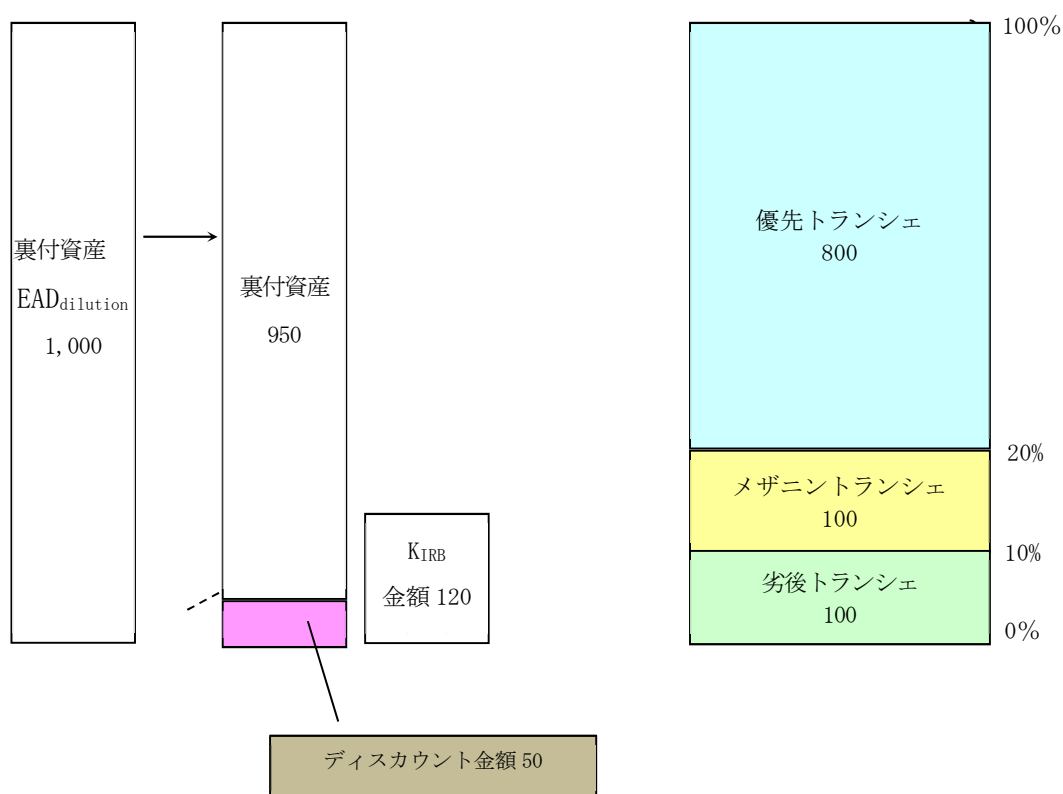 100%
裏付資産
EADdilution
1,000
裏付資産
950
優先トランシェ
800
20%
メザニントランシェ
100
KIRB
金額 120
10%
劣後トランシェ
100
0%
ディスカウント金額 50